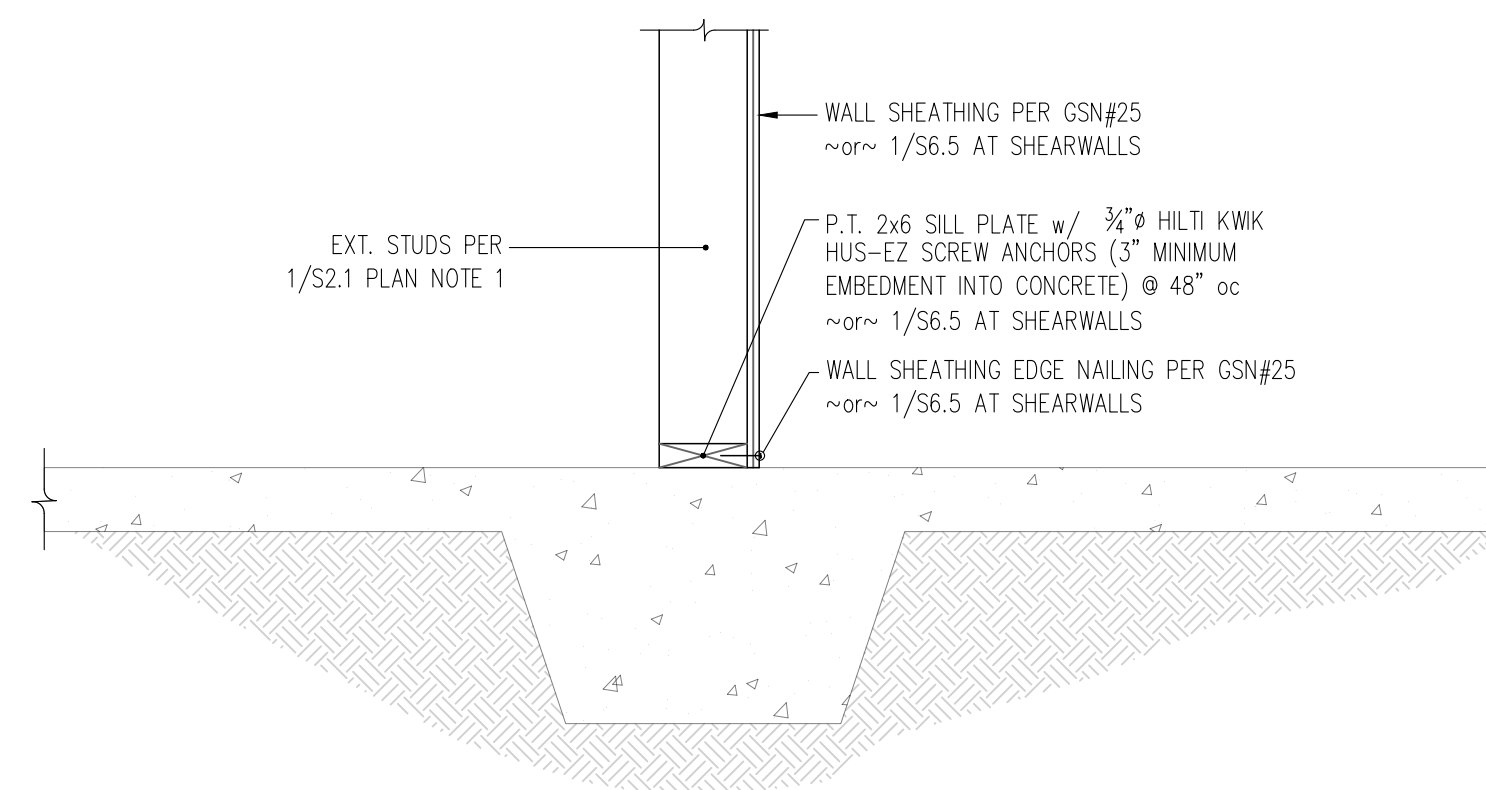 WALL SHEATHING PER GSN#25
~or~ 1/S6.5 AT SHEARWALLS
EXT. STUDS PER
1/S2.1 PLAN NOTE 1
P.T. 2x6 SILL PLATE w/ ¾"ø HILTI KWIK
HUS-EZ SCREW ANCHORS (3" MINIMUM
EMBEDMENT INTO CONCRETE) @ 48" oc
~or~ 1/S6.5 AT SHEARWALLS
WALL SHEATHING EDGE NAILING PER GSN#25
~or~ 1/S6.5 AT SHEARWALLS